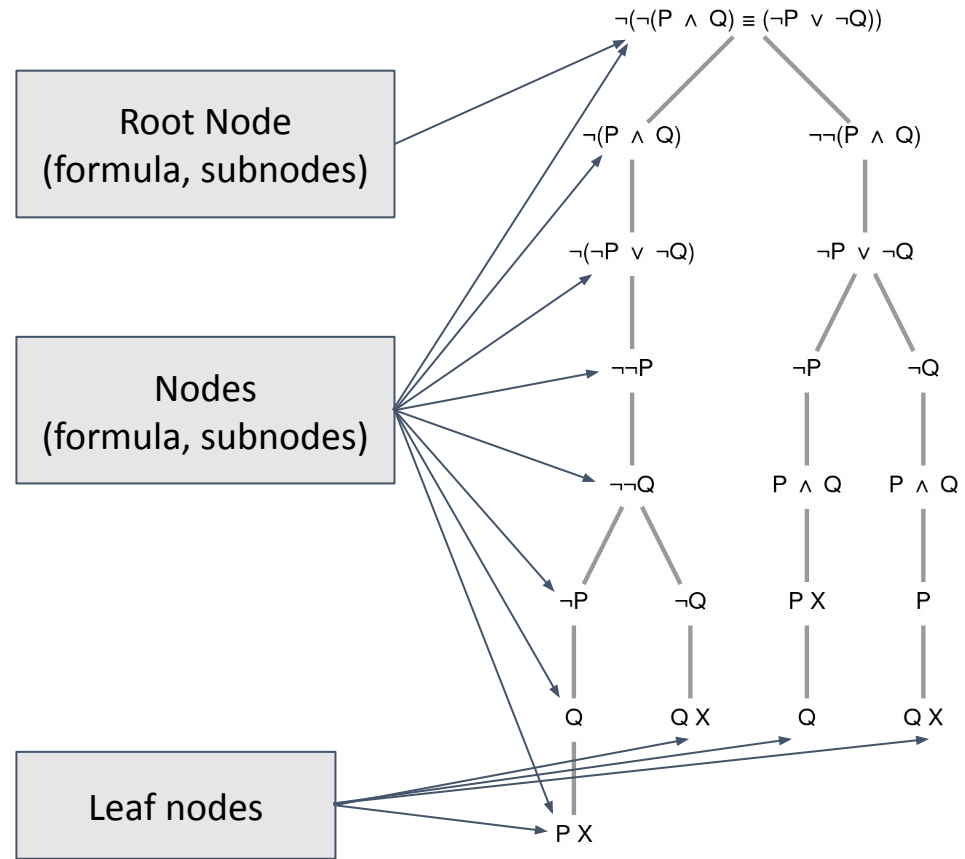 ¬(¬(P ∧ Q) ≡ (¬P ∨ ¬Q))
Root Node
(formula, subnodes)
¬(P ∧ Q) ¬¬(P ∧ Q)
¬(¬P ∨ ¬Q) ¬P ∨ ¬Q
Nodes
(formula, subnodes)
¬¬P ¬P ¬Q
¬¬Q P ∧ Q P ∧ Q
¬P ¬Q P X P
Q Q X Q Q X
Leaf nodes
P X